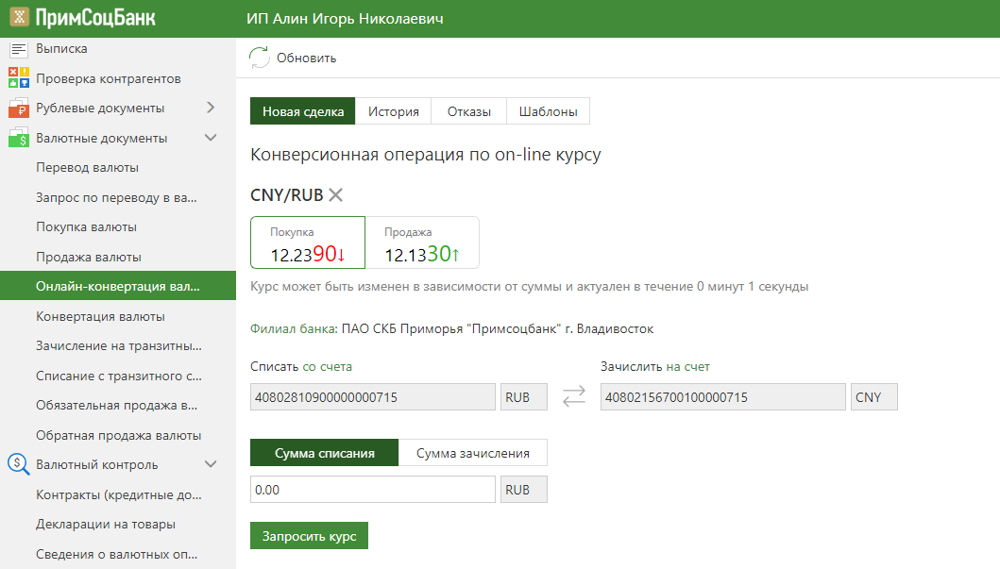 ПримСоцБанк
ИП Алин Игорь Николаевич
Выписка
Проверка контрагентов
Рублевые документы
Валютные документы
Перевод валюты
Запрос по переводу в ва...
Покупка валюты
Продажа валюты
Онлайн-конвертация вал...
Конвертация валюты
Зачисление на транзитны...
Списание с транзитного с...
Обязательная продажа в...
Обратная продажа валюты
Валютный контроль
Контракты (кредитные до...
Декларации на товары
Сведения о валютных оп...
Обновить
Новая сделка История Отказы Шаблоны
Конверсионная операция по on-line курсу
CNY/RUB
Покупка Продажа
12.2390↓ 12.1330↑
Курс может быть изменен в зависимости от суммы и актуален в течение 0 минут 1 секунды
Филиал банка: ПАО СКБ Приморья "Примсоцбанк" г. Владивосток
Списать со счета Зачислить на счет
40802810900000000715 RUB 40802156700100000715 CNY
Сумма списания Сумма зачисления
0.00 RUB
Запросить курс